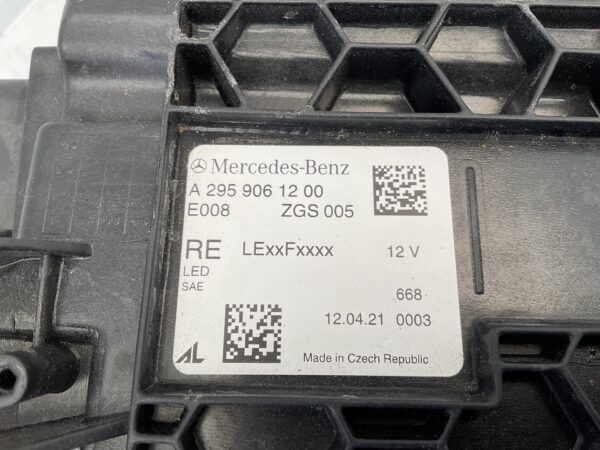 Mercedes-Benz
A 295 906 12 00
E008 ZGS 005
RE LExxFxxxx 12 V
LED
SAE
668
12.04.21 0003
AL Made in Czech Republic